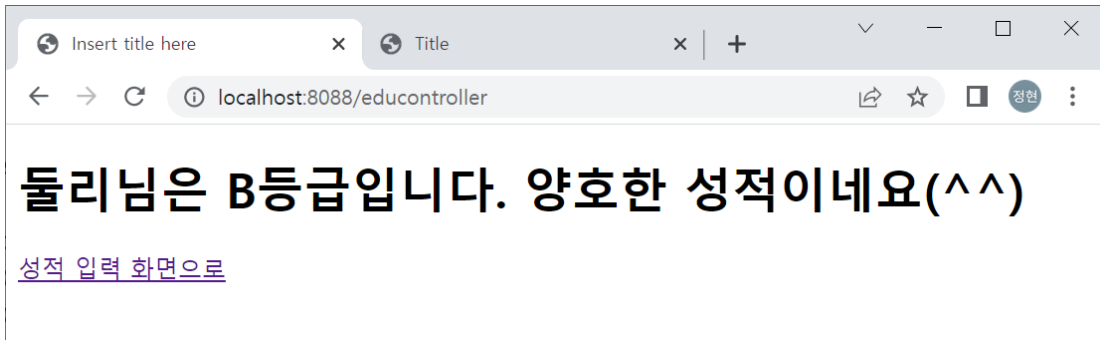 Insert title here
Title
localhost:8088/educontroller
정현
둘리님은 B등급입니다. 양호한 성적이네요(^^)
성적 입력 화면으로